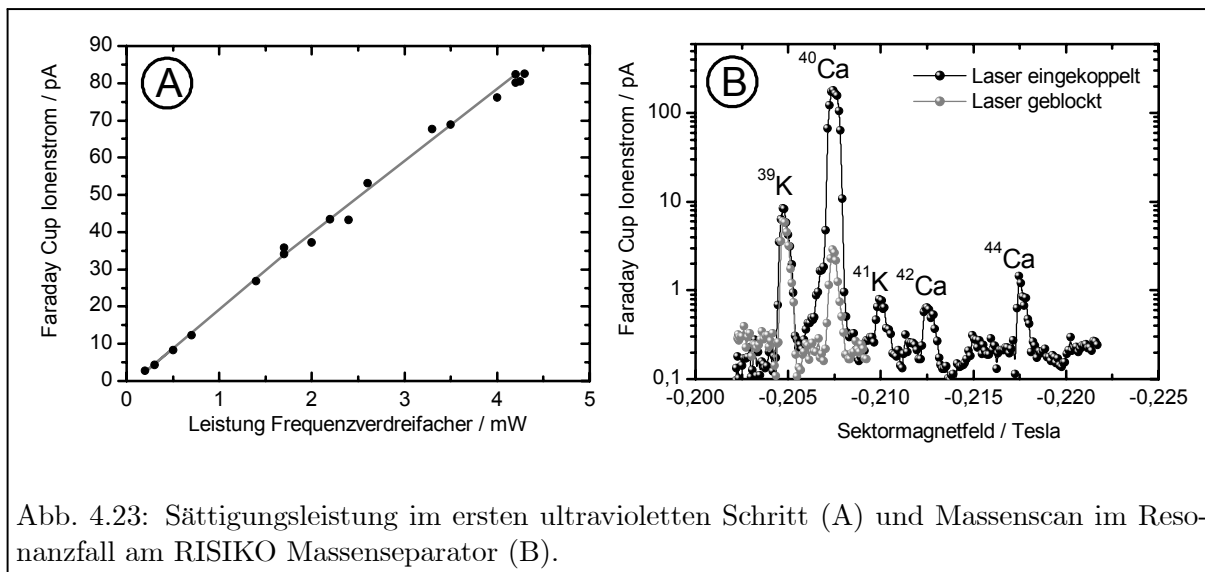 A
Faraday Cup Ionenstrom / pA
90
80
70
60
50
40
30
20
10
0
0 1 2 3 4 5
Leistung Frequenzverdreifacher / mW
B
Faraday Cup Ionenstrom / pA
100
10
1
0,1
⁴⁰Ca
Laser eingekoppelt
Laser geblockt
³⁹K
⁴¹K
⁴²Ca
⁴⁴Ca
-0,200 -0,205 -0,207 -0,210 -0,215 -0,220 -0,225
Sektormagnetfeld / Tesla
Abb. 4.23: Sättigungsleistung im ersten ultravioletten Schritt (A) und Massenscan im Reso-
nanzfall am RISIKO Massenseparator (B).